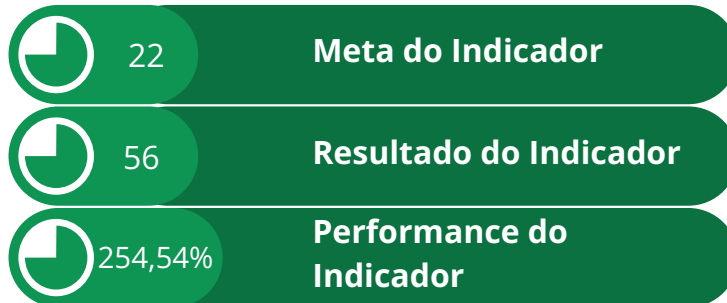 22
Meta do Indicador
56
Resultado do Indicador
254,54%
Performance do
Indicador